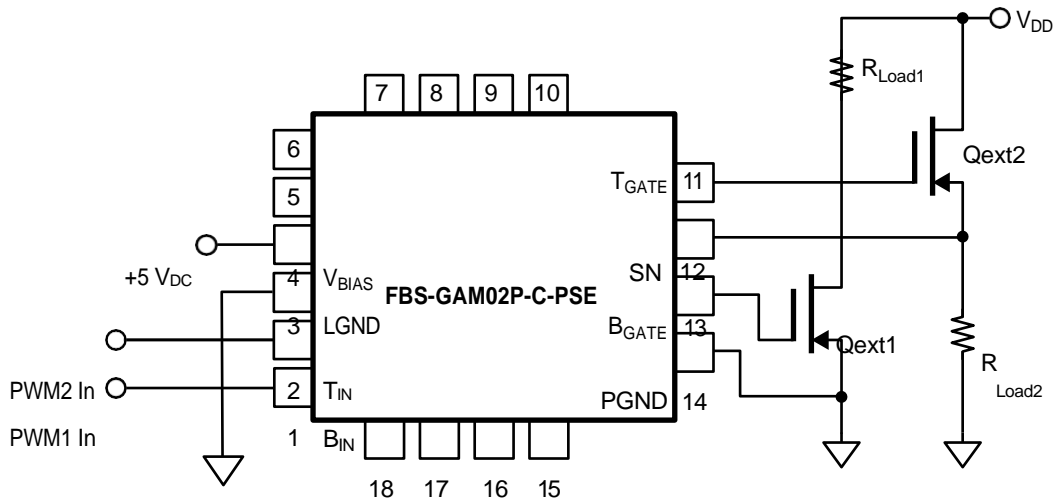 V_DD
R_Load1
7 8 9 10
6
Qext2
T_GATE 11
5
+5 V_DC
4 V_BIAS
SN 12
FBS-GAM02P-C-PSE
3 LGND
B_GATE 13
Qext1
R_Load2
PWM2 In
2 T_IN
PGND 14
PWM1 In
1 B_IN
18 17 16 15